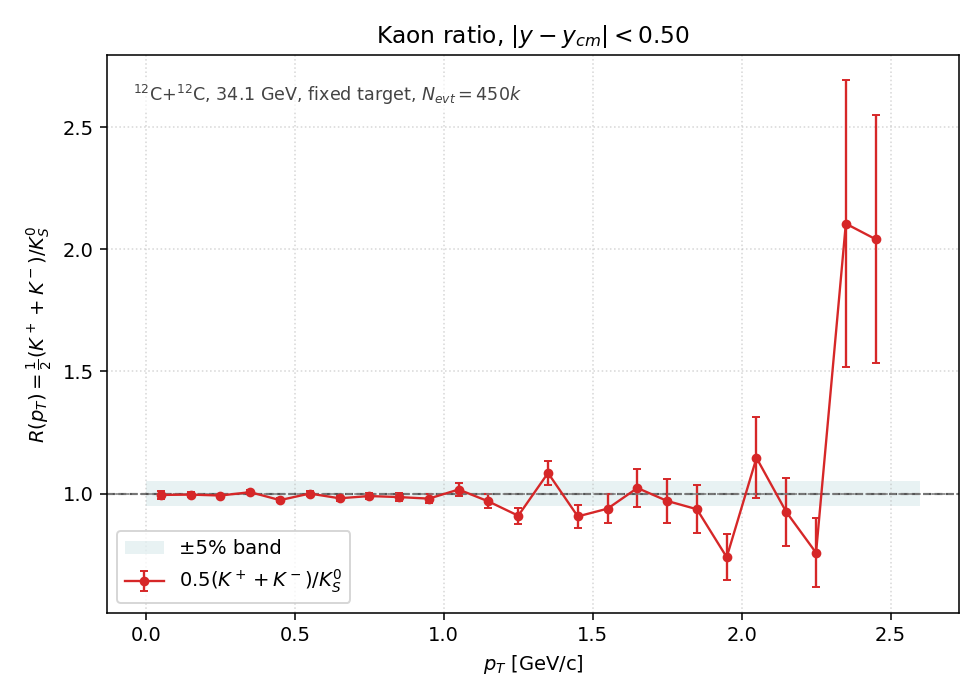 Kaon ratio, |y − y_cm| < 0.50
¹²C+¹²C, 34.1 GeV, fixed target, N_evt = 450k
R(p_T) = ½(K⁺ + K⁻)/K⁰_S
2.5
2.0
1.5
1.0
±5% band
0.5(K⁺ + K⁻)/K⁰_S
0.0 0.5 1.0 1.5 2.0 2.5
p_T [GeV/c]